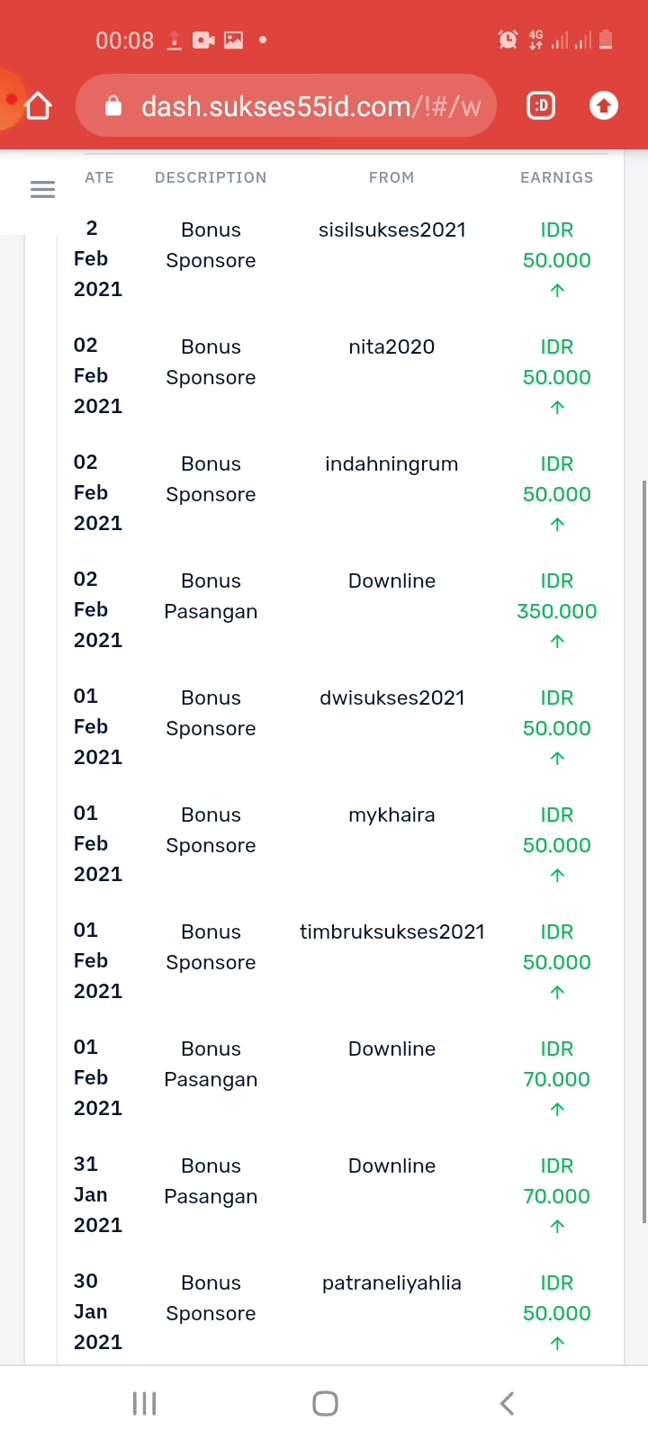 00:08 4G
dash.sukses55id.com/!#/w :D
ATE DESCRIPTION FROM EARNIGS
2 Feb 2021 Bonus Sponsore sisilsukses2021 IDR 50.000 ↑
02 Feb 2021 Bonus Sponsore nita2020 IDR 50.000 ↑
02 Feb 2021 Bonus Sponsore indahningrum IDR 50.000 ↑
02 Feb 2021 Bonus Pasangan Downline IDR 350.000 ↑
01 Feb 2021 Bonus Sponsore dwisukses2021 IDR 50.000 ↑
01 Feb 2021 Bonus Sponsore mykhaira IDR 50.000 ↑
01 Feb 2021 Bonus Sponsore timbruksukses2021 IDR 50.000 ↑
01 Feb 2021 Bonus Pasangan Downline IDR 70.000 ↑
31 Jan 2021 Bonus Pasangan Downline IDR 70.000 ↑
30 Jan 2021 Bonus Sponsore patraneliyahlia IDR 50.000 ↑